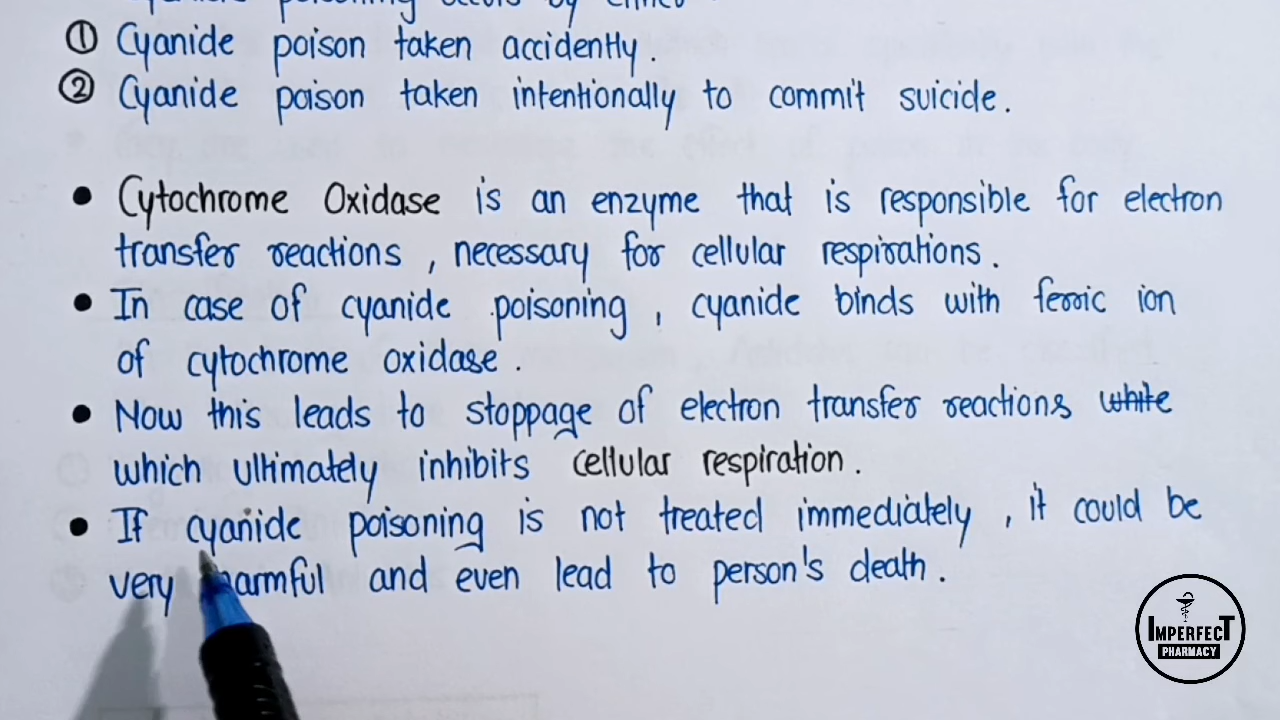 ① Cyanide poison taken accidently.
② Cyanide poison taken intentionally to commit suicide.
• Cytochrome Oxidase is an enzyme that is responsible for electron
transfer reactions, necessary for cellular respirations.
• In case of cyanide poisoning, cyanide binds with ferric ion
of cytochrome oxidase.
• Now this leads to stoppage of electron transfer reactions white
which ultimately inhibits cellular respiration.
• If cyanide poisoning is not treated immediately, it could be
very harmful and even lead to person's death.
IMPERFECT
PHARMACY